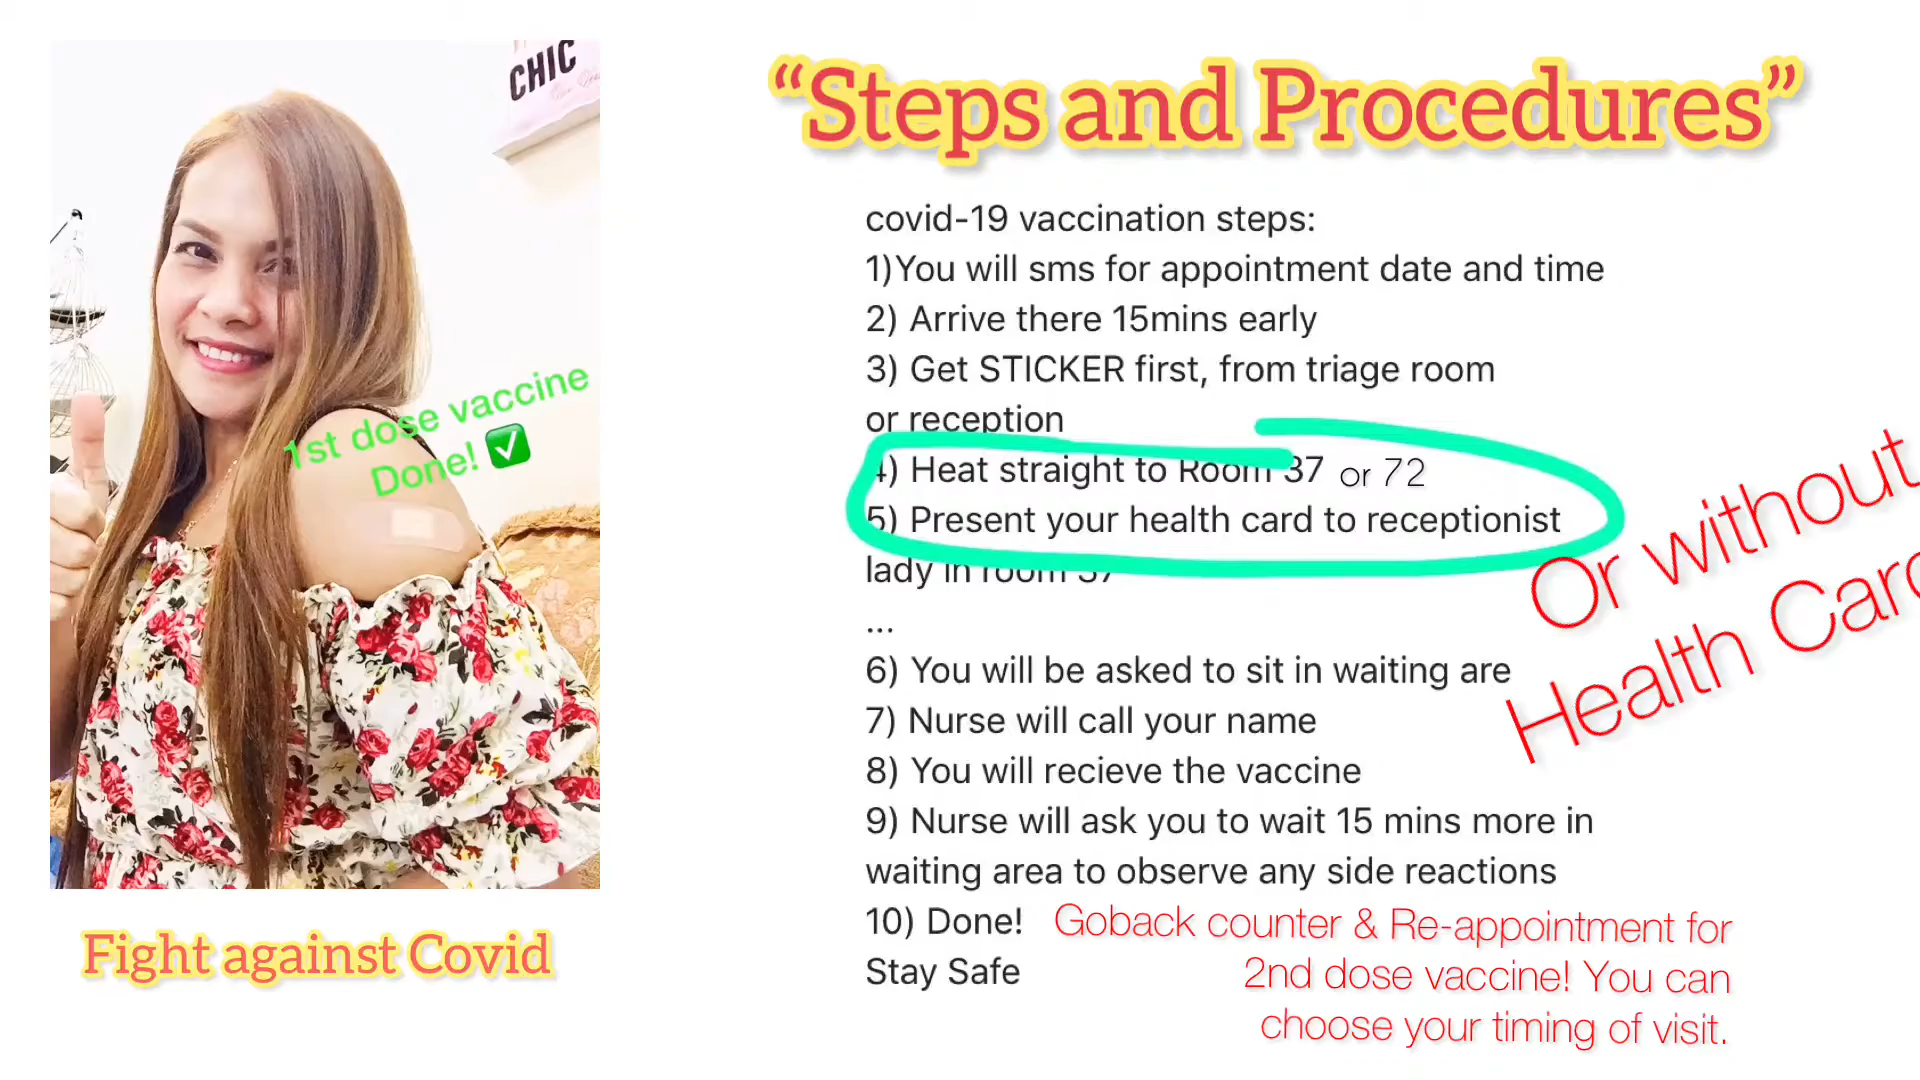 CHIC
1st dose vaccine
Done! ✅
Fight against Covid
“Steps and Procedures”
covid-19 vaccination steps:
1)You will sms for appointment date and time
2) Arrive there 15mins early
3) Get STICKER first, from triage room
or reception
4) Heat straight to Room 37 or 72
5) Present your health card to receptionist
lady in room 37
...
Or without
Health Card
6) You will be asked to sit in waiting are
7) Nurse will call your name
8) You will recieve the vaccine
9) Nurse will ask you to wait 15 mins more in
waiting area to observe any side reactions
10) Done!
Stay Safe
Goback counter & Re-appointment for
2nd dose vaccine! You can
choose your timing of visit.